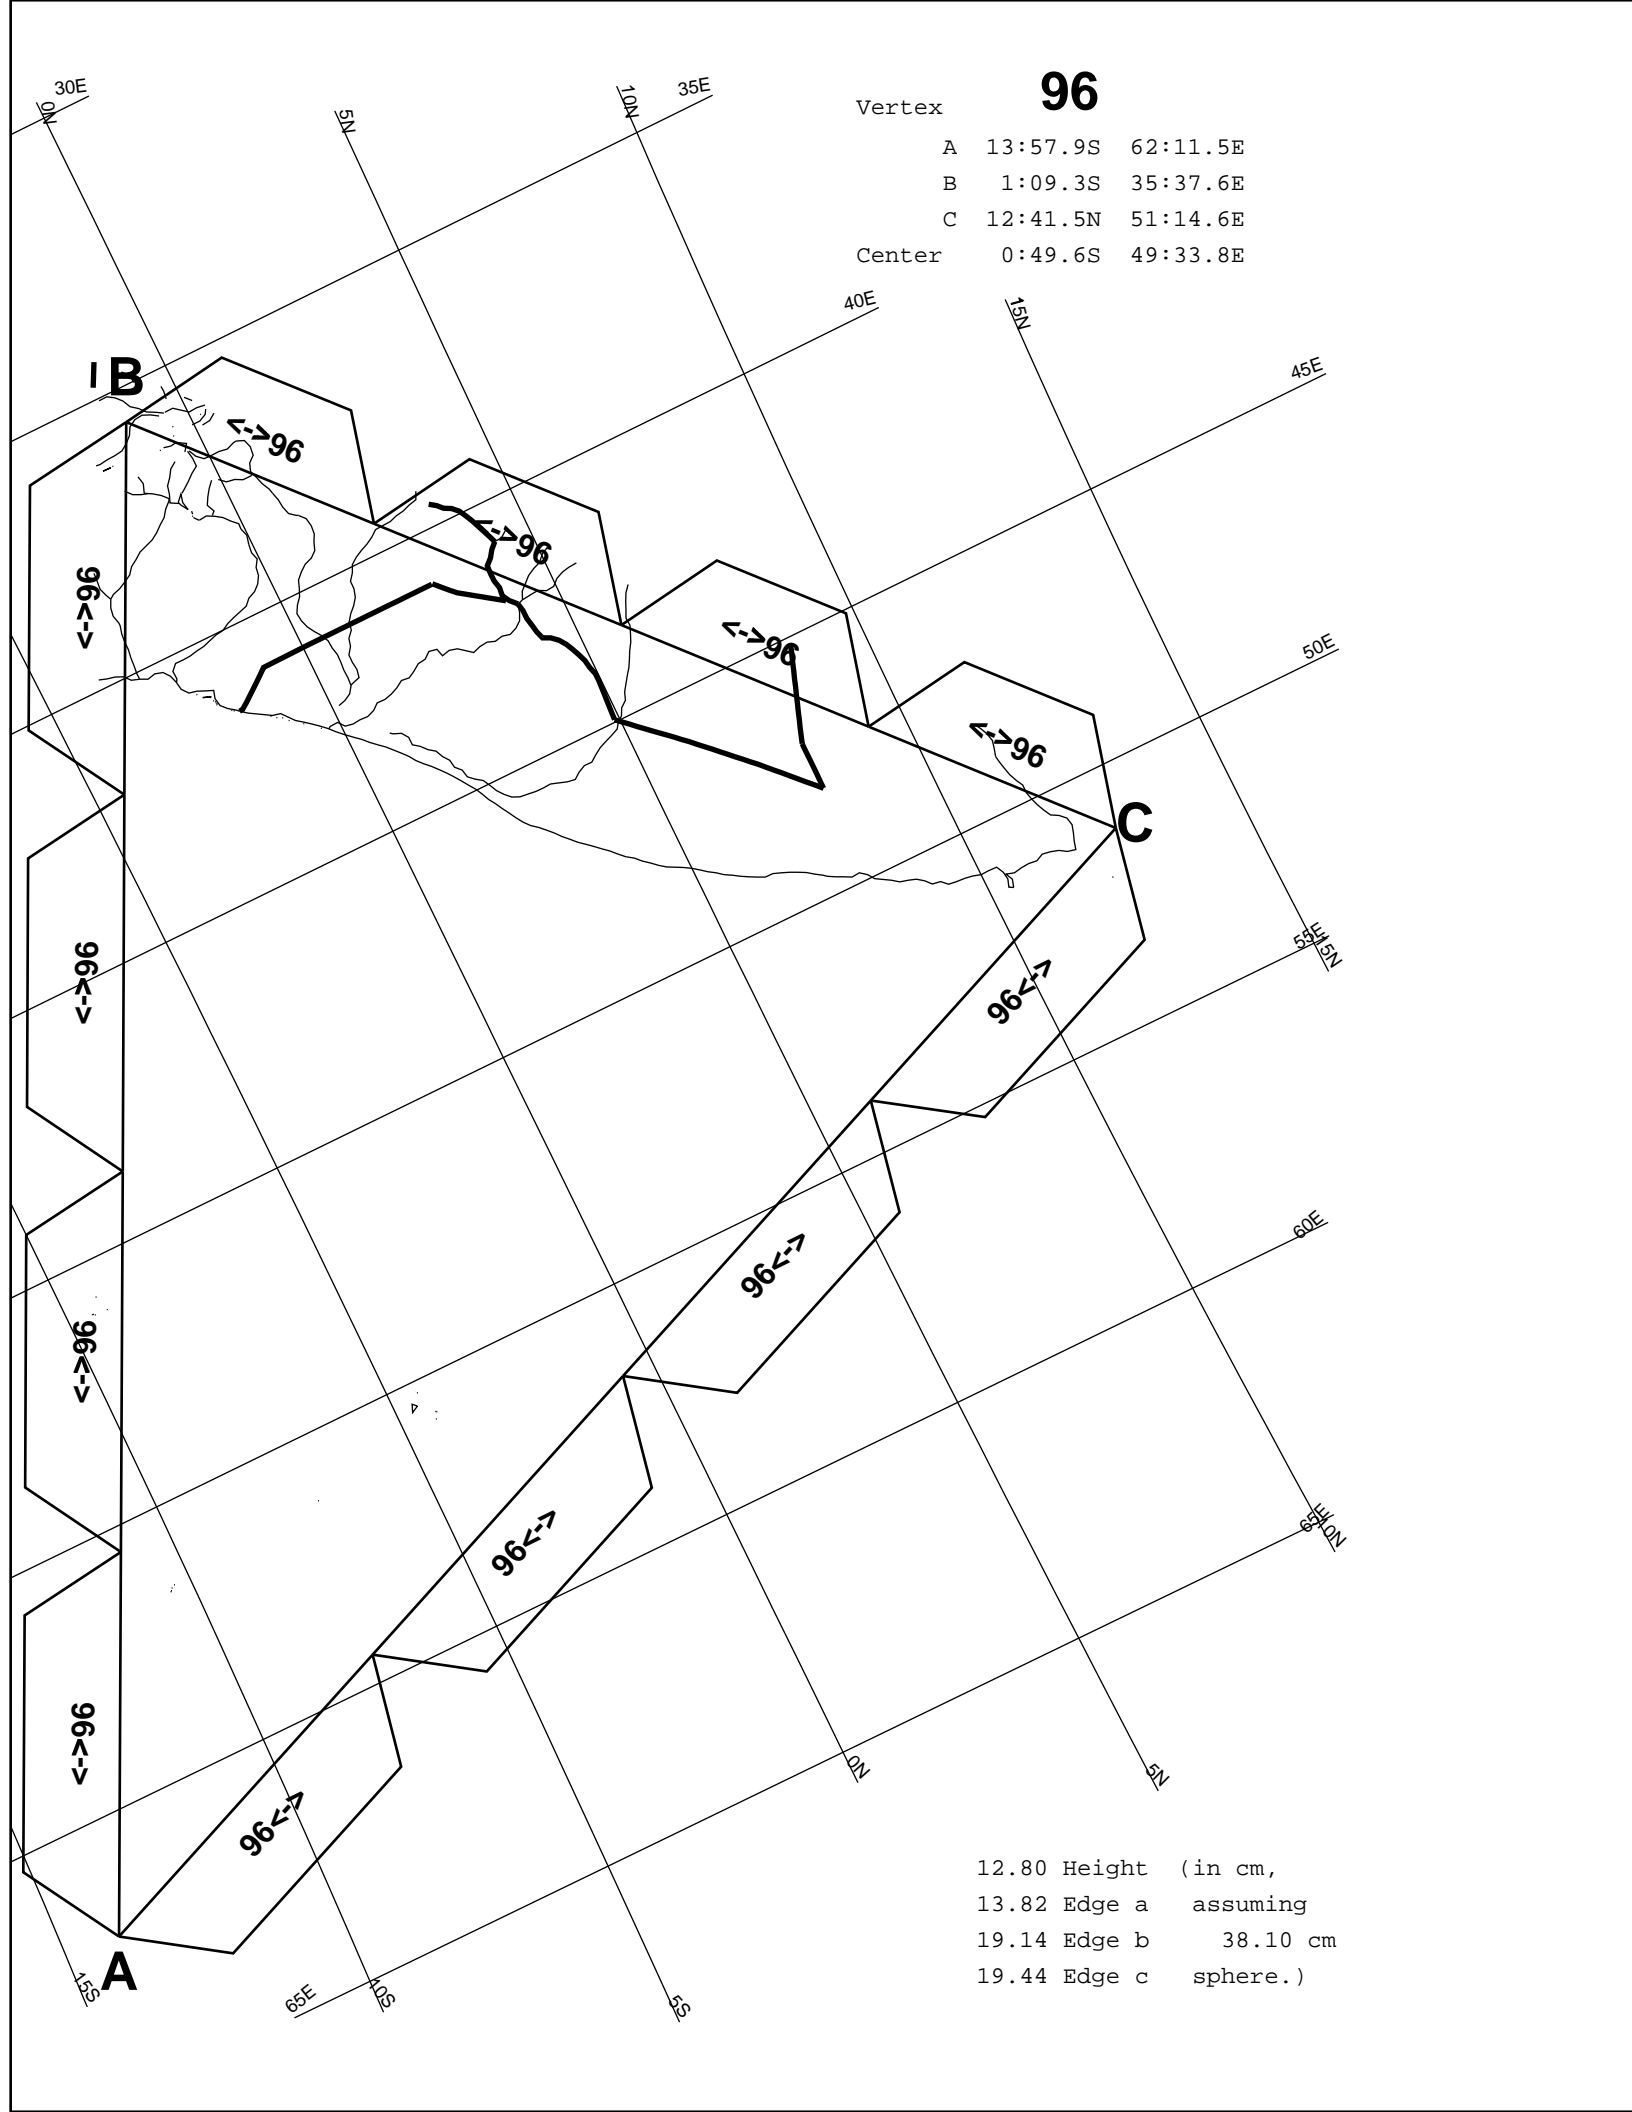 30E
0N
5N
10N
35E
Vertex 96
A 13:57.9S 62:11.5E
B 1:09.3S 35:37.6E
C 12:41.5N 51:14.6E
Center 0:49.6S 49:33.8E
40E
15N
45E
B
<->96
<->96
96<->
<->96
50E
<->96
C
55E
15N
96<->
96<->
60E
96<->
96<->
65E
10N
96<->
96<->
0N
5N
96<->
12.80 Height (in cm,
13.82 Edge a assuming
19.14 Edge b 38.10 cm
19.44 Edge c sphere.)
A
15S
65E
10S
5S